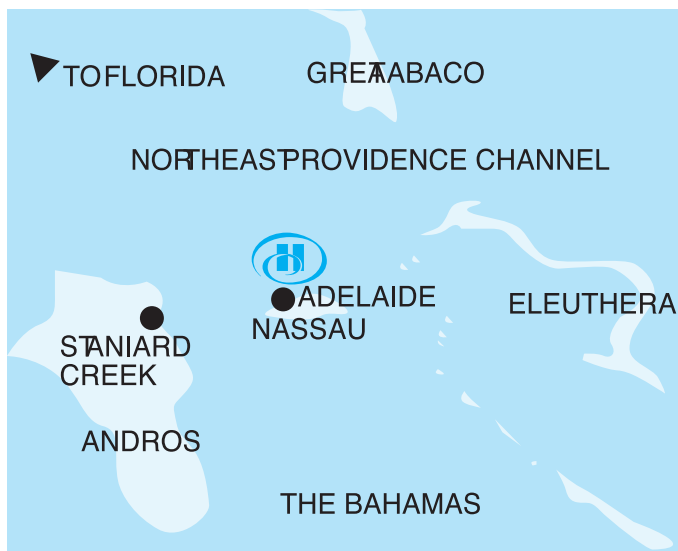 TO FLORIDA
GREAT ABACO
NORTHEAST PROVIDENCE CHANNEL
H
ADELAIDE
NASSAU
ELEUTHERA
STANIARD
CREEK
ANDROS
THE BAHAMAS